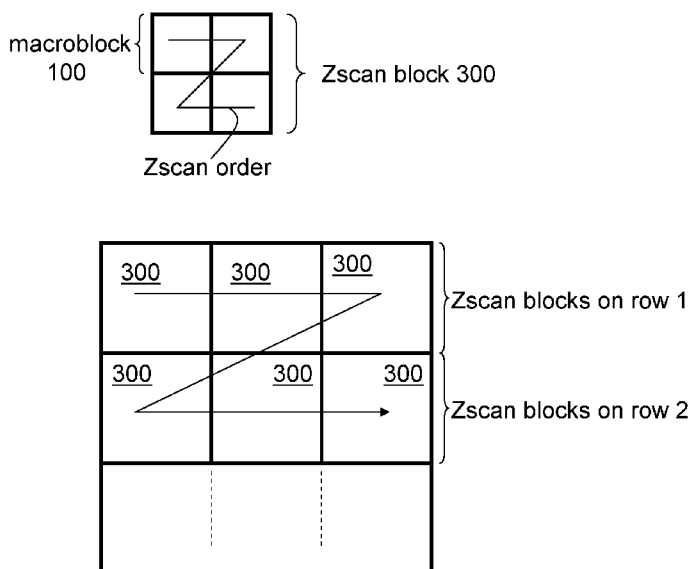 macroblock
100
Zscan block 300
Zscan order
300
300
300
Zscan blocks on row 1
300
300
300
Zscan blocks on row 2